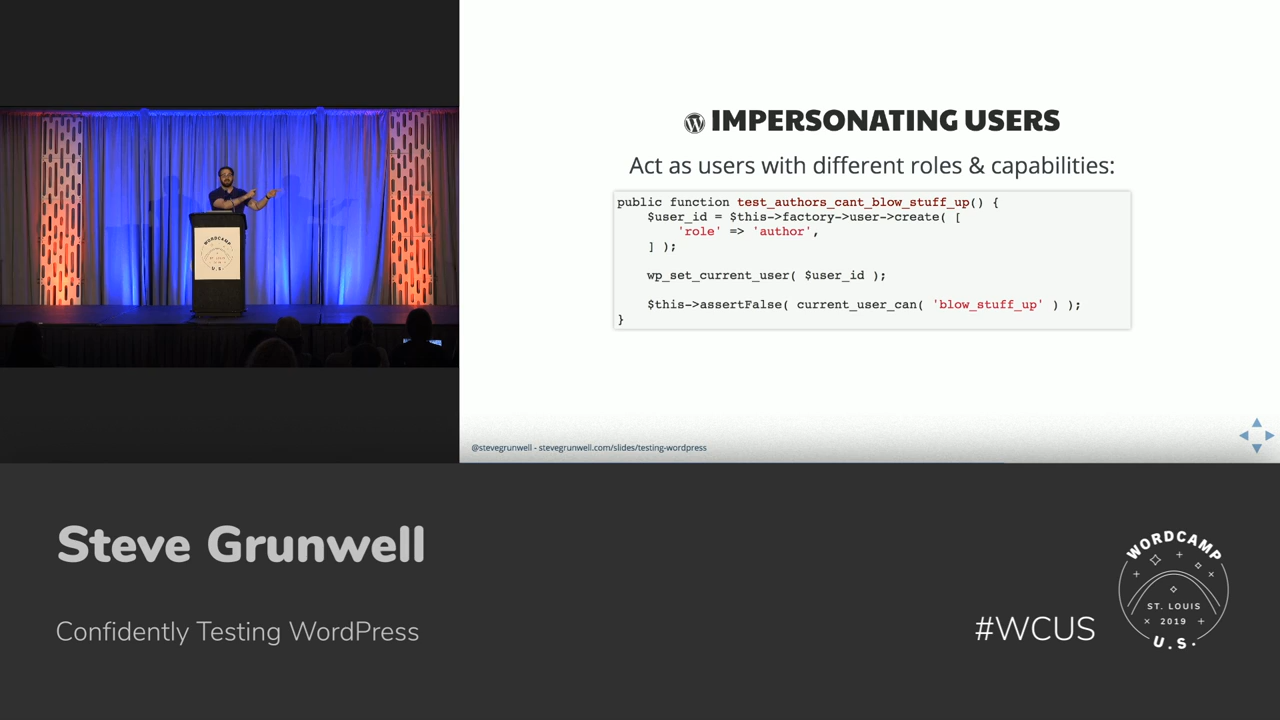 IMPERSONATING USERS
Act as users with different roles & capabilities:
public function test_authors_cant_blow_stuff_up() {
    $user_id = $this->factory->user->create( [
        'role' => 'author',
    ] );
    wp_set_current_user( $user_id );
    $this->assertFalse( current_user_can( 'blow_stuff_up' ) );
}
@stevegrunwell - stevegrunwell.com/slides/testing-wordpress
WORDCAMP
U.S.
Steve Grunwell
Confidently Testing WordPress
#WCUS
WORDCAMP
ST. LOUIS
2019
U.S.